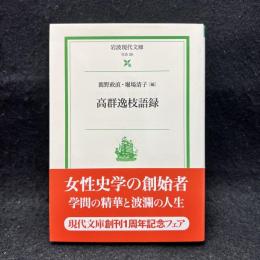 岩波現代文庫
鹿野政直・堀場清子[編]
高群逸枝語録
女性史学の創始者
学問の精華と波瀾の人生
現代文庫創刊1周年記念フェア